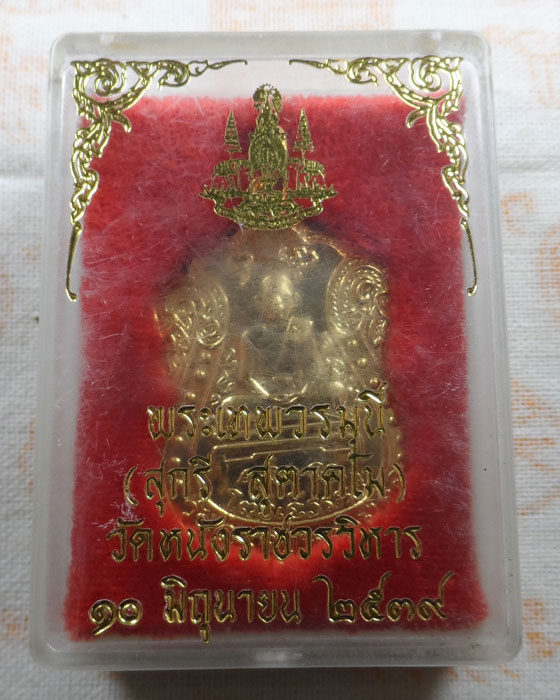 พระเทพวรมุนี
(สุกรี สุตาคโม)
วัดหนังราชวรวิหาร
๑๐ มิถุนายน ๒๕๓๙